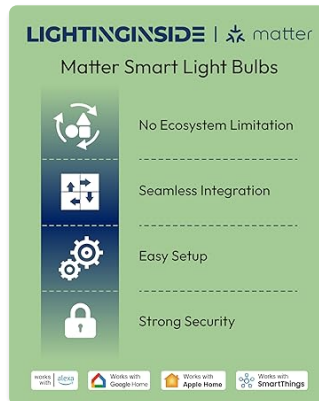 LIGHTINGINSIDE | matter
Matter Smart Light Bulbs
No Ecosystem Limitation
Seamless Integration
Easy Setup
Strong Security
works with | alexa
Works with Google Home
Works with Apple Home
Works with SmartThings